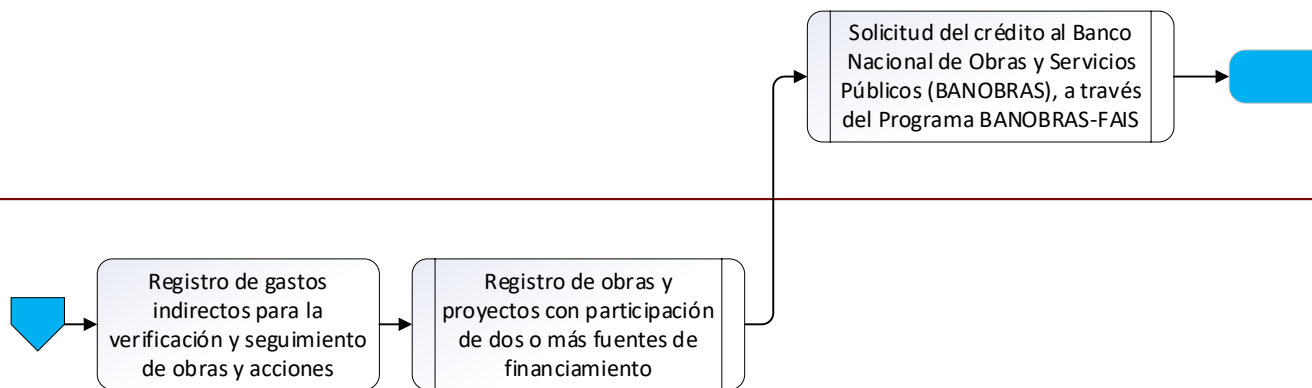 Solicitud del crédito al Banco
Nacional de Obras y Servicios
Públicos (BANOBRAS), a través
del Programa BANOBRAS-FAIS
Registro de gastos
indirectos para la
verificación y seguimiento
de obras y acciones
Registro de obras y
proyectos con participación
de dos o más fuentes de
financiamiento